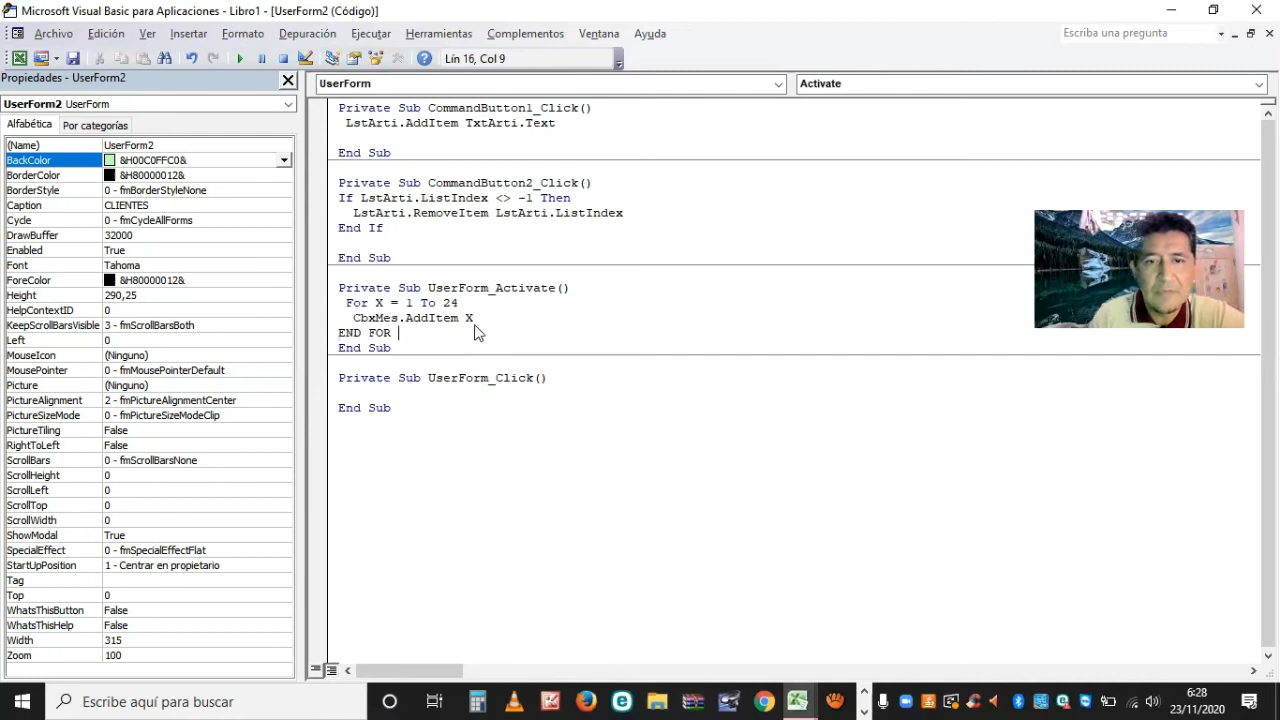 Microsoft Visual Basic para Aplicaciones - Libro1 - [UserForm2 (Código)]
Archivo Edición Ver Insertar Formato Depuración Ejecutar Herramientas Complementos Ventana Ayuda
Escriba una pregunta
Lín 16, Col 9
Propiedades - UserForm2
UserForm2 UserForm
Alfabética Por categorías
(Name) UserForm2
BackColor &H00C0FFC0&
BorderColor &H80000012&
BorderStyle 0 - fmBorderStyleNone
Caption CLIENTES
Cycle 0 - fmCycleAllForms
DrawBuffer 32000
Enabled True
Font Tahoma
ForeColor &H80000012&
Height 290,25
HelpContextID 0
KeepScrollBarsVisible 3 - fmScrollBarsBoth
Left 0
MouseIcon (Ninguno)
MousePointer 0 - fmMousePointerDefault
Picture (Ninguno)
PictureAlignment 2 - fmPictureAlignmentCenter
PictureSizeMode 0 - fmPictureSizeModeClip
PictureTiling False
RightToLeft False
ScrollBars 0 - fmScrollBarsNone
ScrollHeight 0
ScrollLeft 0
ScrollTop 0
ScrollWidth 0
ShowModal True
SpecialEffect 0 - fmSpecialEffectFlat
StartUpPosition 1 - Centrar en propietario
Tag
Top 0
WhatsThisButton False
WhatsThisHelp False
Width 315
Zoom 100
UserForm Activate
Private Sub CommandButton1_Click()
LstArti.AddItem TxtArti.Text
End Sub
Private Sub CommandButton2_Click()
If LstArti.ListIndex <> -1 Then
LstArti.RemoveItem LstArti.ListIndex
End If
End Sub
Private Sub UserForm_Activate()
For X = 1 To 24
CbxMes.AddItem X
END FOR
End Sub
Private Sub UserForm_Click()
End Sub
Escribe aquí para buscar
6:28
23/11/2020